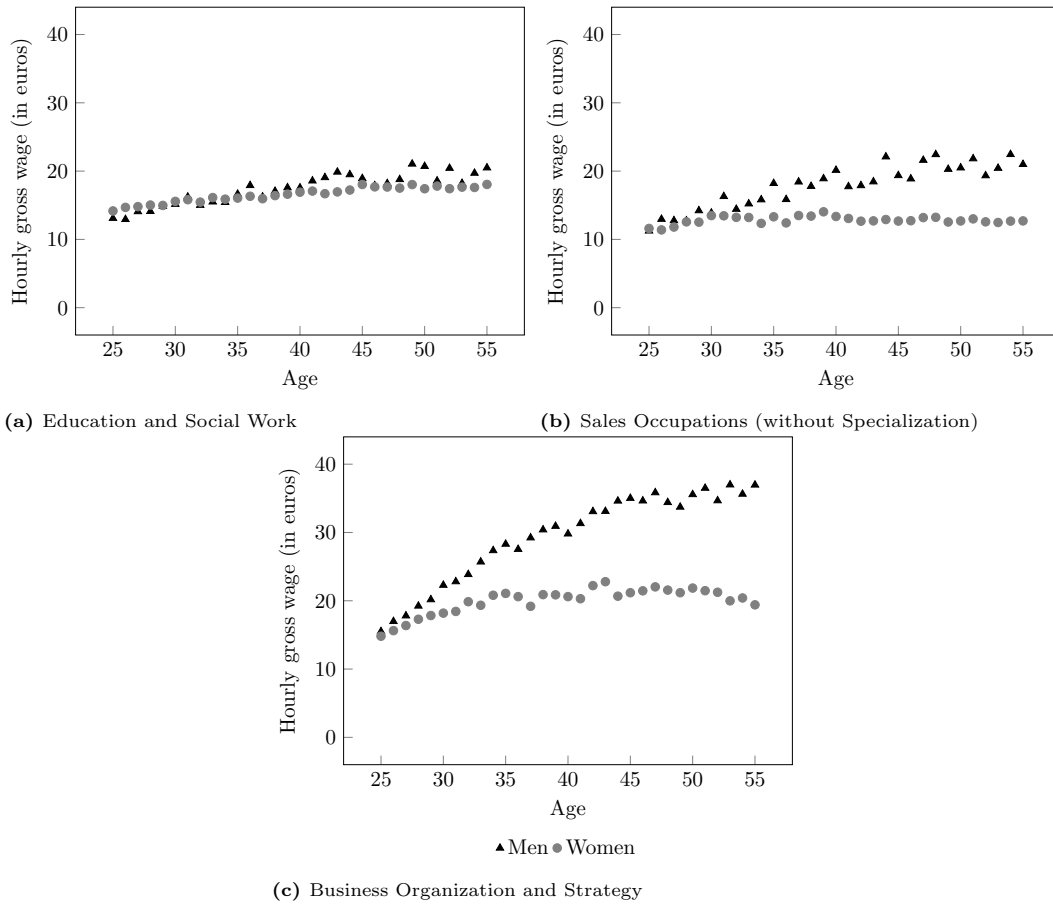 40
30
20
10
0
Hourly gross wage (in euros)
25 30 35 40 45 50 55
Age
(a) Education and Social Work
40
30
20
10
0
Hourly gross wage (in euros)
25 30 35 40 45 50 55
Age
(b) Sales Occupations (without Specialization)
40
30
20
10
0
Hourly gross wage (in euros)
25 30 35 40 45 50 55
Age
Men Women
(c) Business Organization and Strategy